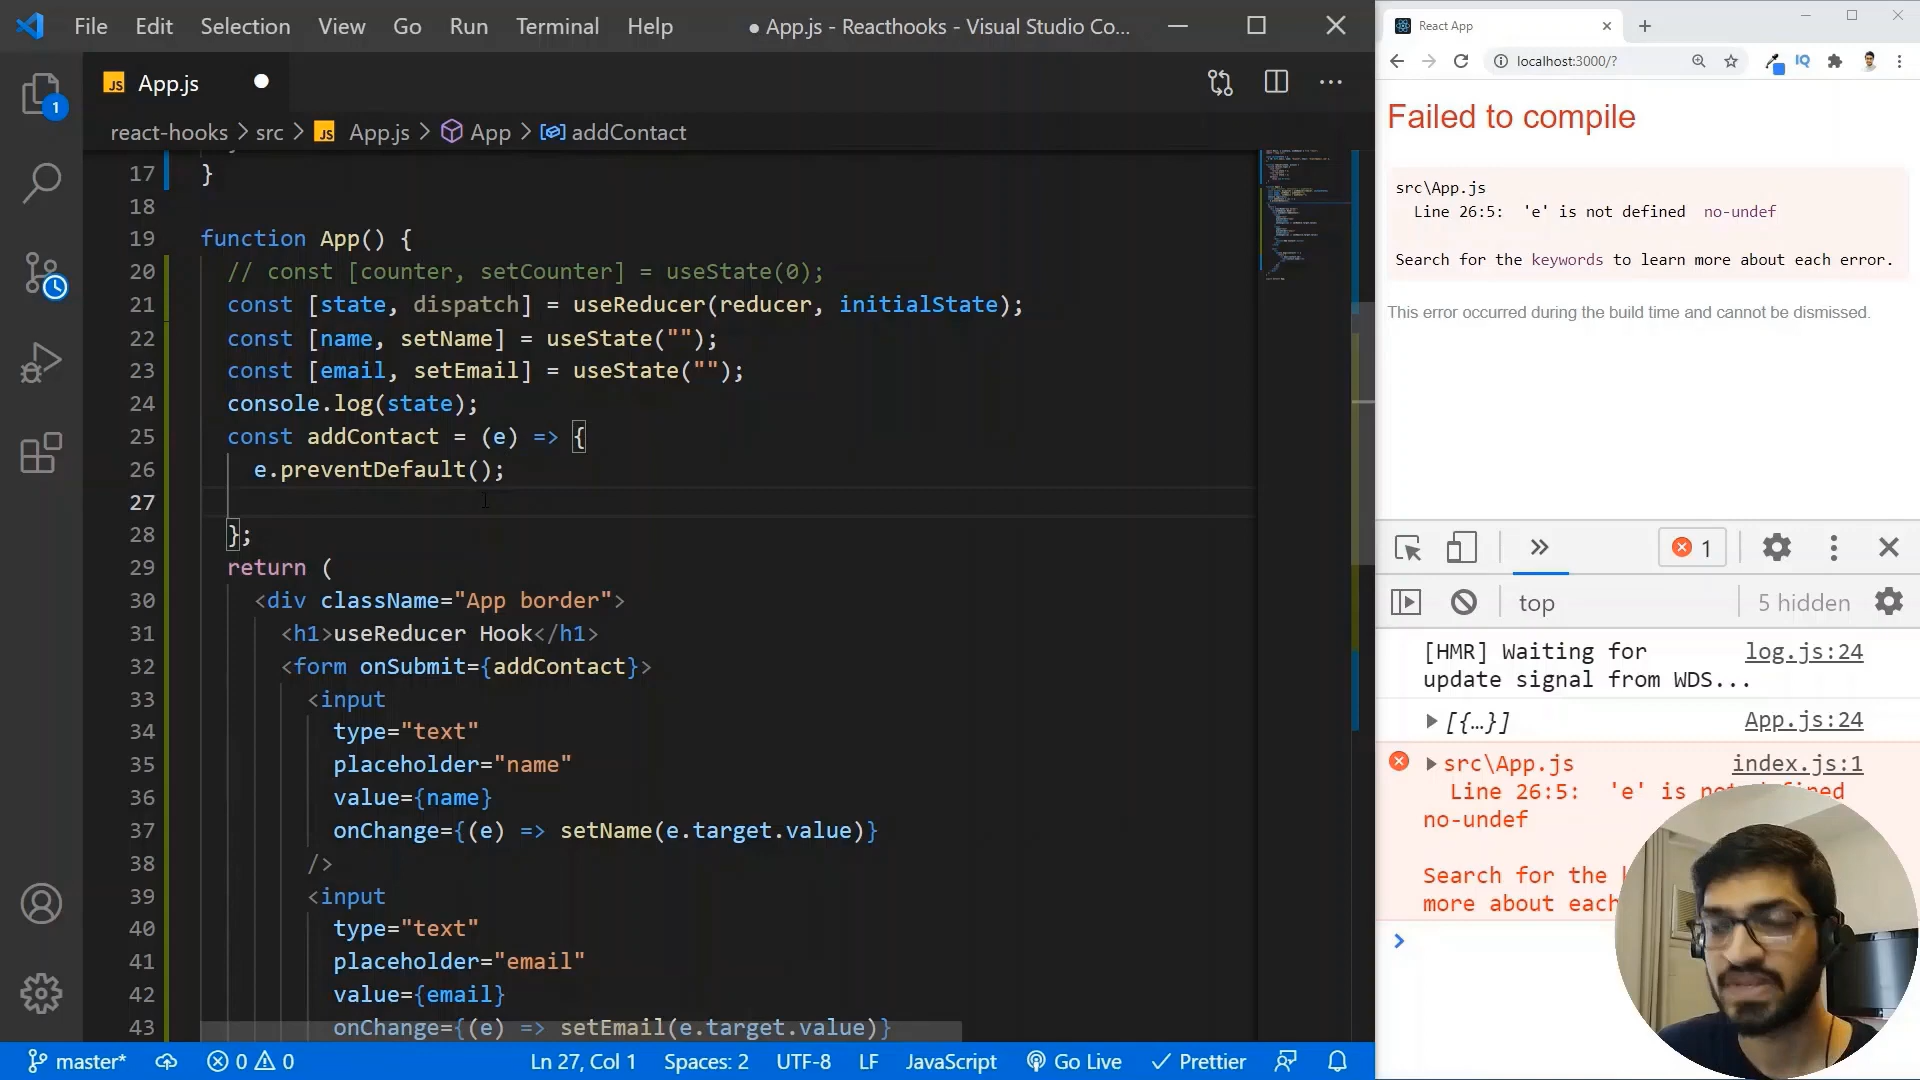 File Edit Selection View Go Run Terminal Help ● App.js - Reacthooks - Visual Studio Co...
JS App.js
react-hooks > src > JS App.js > App > addContact
17 }
18
19 function App() {
20 // const [counter, setCounter] = useState(0);
21 const [state, dispatch] = useReducer(reducer, initialState);
22 const [name, setName] = useState("");
23 const [email, setEmail] = useState("");
24 console.log(state);
25 const addContact = (e) => {
26 e.preventDefault();
27
28 };
29 return (
30 <div className="App border">
31 <h1>useReducer Hook</h1>
32 <form onSubmit={addContact}>
33 <input
34 type="text"
35 placeholder="name"
36 value={name}
37 onChange={(e) => setName(e.target.value)}
38 />
39 <input
40 type="text"
41 placeholder="email"
42 value={email}
43 onChange={(e) => setEmail(e.target.value)}
1
master* 0 0 Ln 27, Col 1 Spaces: 2 UTF-8 LF JavaScript Go Live Prettier
React App
localhost:3000/? IQ
Failed to compile
src\App.js
Line 26:5: 'e' is not defined no-undef
Search for the keywords to learn more about each error.
This error occurred during the build time and cannot be dismissed.
1
top 5 hidden
[HMR] Waiting for log.js:24
update signal from WDS...
[{…}] App.js:24
src\App.js index.js:1
Line 26:5: 'e' is not defined
no-undef
Search for the
more about each